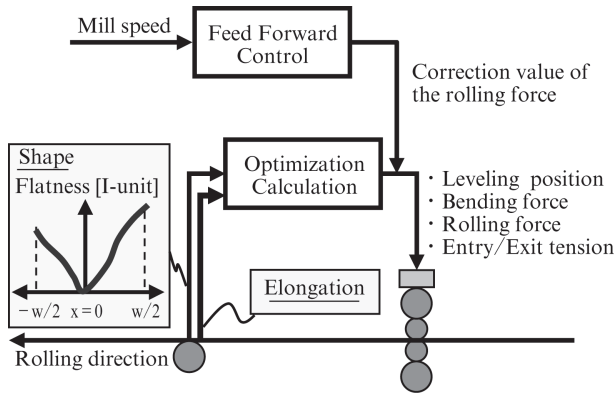 Mill speed
Feed Forward
Control
Correction value of
the rolling force
Shape
Flatness [I-unit]
−w/2 x=0 w/2
Optimization
Calculation
・Leveling position
・Bending force
・Rolling force
・Entry/Exit tension
Elongation
Rolling direction